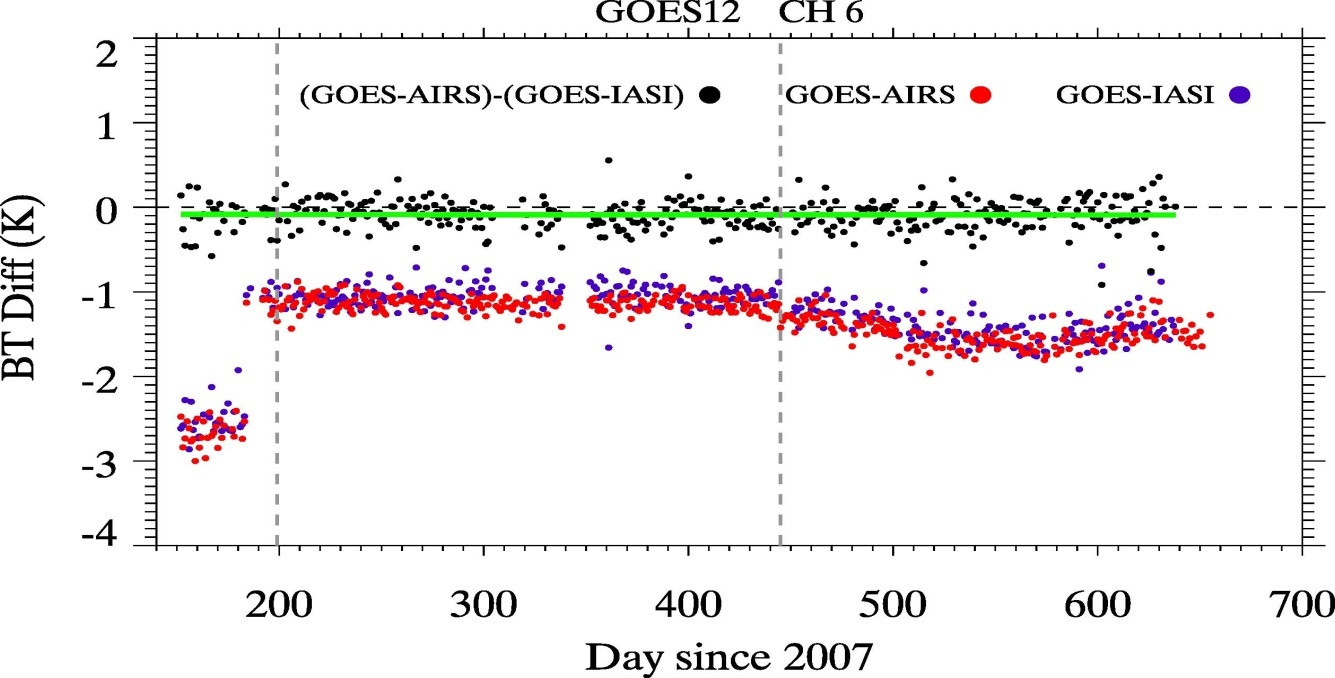 GOES12 CH 6
(GOES-AIRS)-(GOES-IASI) GOES-AIRS GOES-IASI
BT Diff (K)
2
1
0
-1
-2
-3
-4
200 300 400 500 600 700
Day since 2007